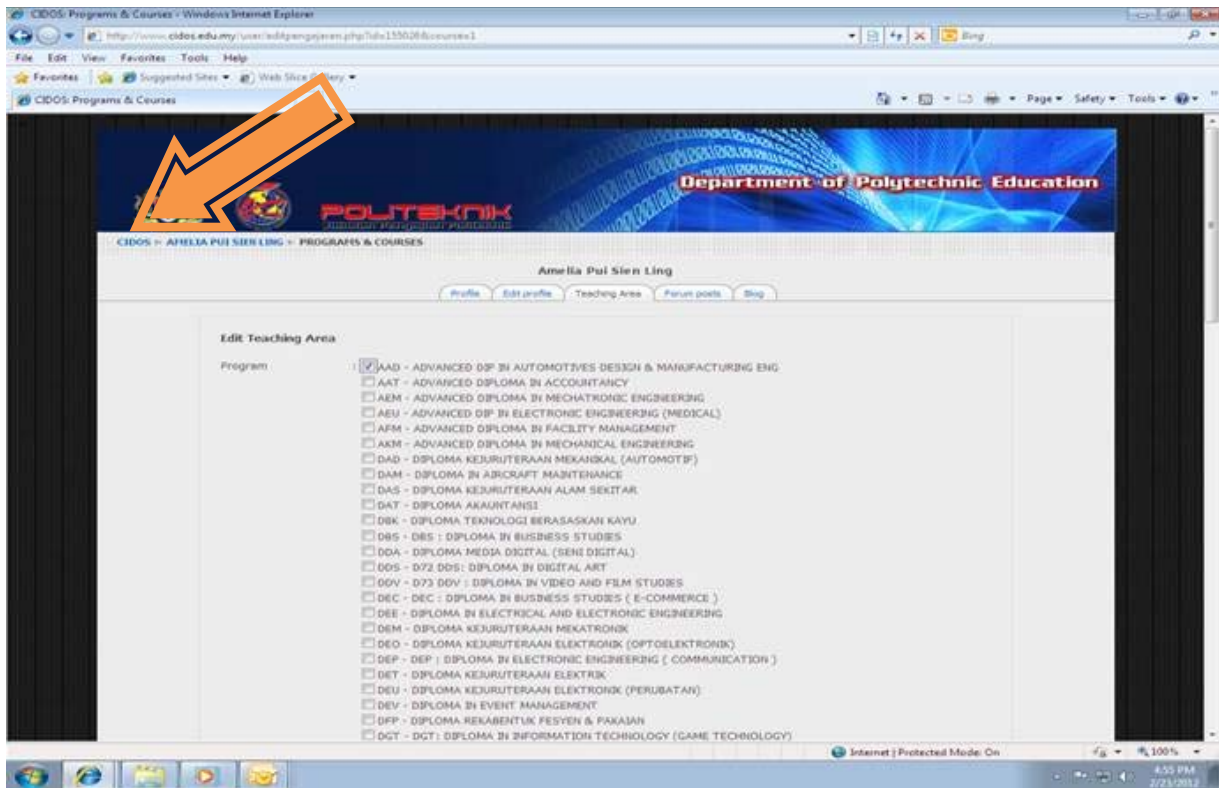 CIDOS: Programs & Courses - Windows Internet Explorer
Bing
File Edit View Favorites Tools Help
Favorites Suggested Sites Web Slice
CIDOS: Programs & Courses
Page Safety Tools
Department of Polytechnic Education
POLITEKNIK
CIDOS AMELIA PUI SIEN LING PROGRAMS & COURSES
Amelia Pui Sien Ling
Profile Edit profile Teaching Area Forum posts Blog
Edit Teaching Area
Program : AAD - ADVANCED DIP IN AUTOMOTIVES DESIGN & MANUFACTURING ENG
AAT - ADVANCED DIPLOMA IN ACCOUNTANCY
AEM - ADVANCED DIPLOMA IN MECHATRONIC ENGINEERING
AEU - ADVANCED DIP IN ELECTRONIC ENGINEERING (MEDICAL)
AFM - ADVANCED DIPLOMA IN FACILITY MANAGEMENT
AKM - ADVANCED DIPLOMA IN MECHANICAL ENGINEERING
DAD - DIPLOMA KEJURUTERAAN MEKANIKAL (AUTOMOTIF)
DAM - DIPLOMA IN AIRCRAFT MAINTENANCE
DAS - DIPLOMA KEJURUTERAAN ALAM SEKITAR
DAT - DIPLOMA AKAUNTANSI
DBK - DIPLOMA TEKNOLOGI BERASASKAN KAYU
DBS - DBS : DIPLOMA IN BUSINESS STUDIES
DDA - DIPLOMA MEDIA DIGITAL (SENI DIGITAL)
DDS - D72 DDS: DIPLOMA IN DIGITAL ART
DDV - D73 DDV : DIPLOMA IN VIDEO AND FILM STUDIES
DEC - DEC : DIPLOMA IN BUSINESS STUDIES ( E-COMMERCE )
DEE - DIPLOMA IN ELECTRICAL AND ELECTRONIC ENGINEERING
DEM - DIPLOMA KEJURUTERAAN MEKATRONIK
DEO - DIPLOMA KEJURUTERAAN ELEKTRONIK (OPTOELEKTRONIK)
DEP - DEP : DIPLOMA IN ELECTRONIC ENGINEERING ( COMMUNICATION )
DET - DIPLOMA KEJURUTERAAN ELEKTRIK
DEU - DIPLOMA KEJURUTERAAN ELEKTRONIK (PERUBATAN)
DEV - DIPLOMA IN EVENT MANAGEMENT
DFP - DIPLOMA REKABENTUK FESYEN & PAKAIAN
DGT - DGT: DIPLOMA IN INFORMATION TECHNOLOGY (GAME TECHNOLOGY)
Internet | Protected Mode: On 100%
4:55 PM
2/23/2012